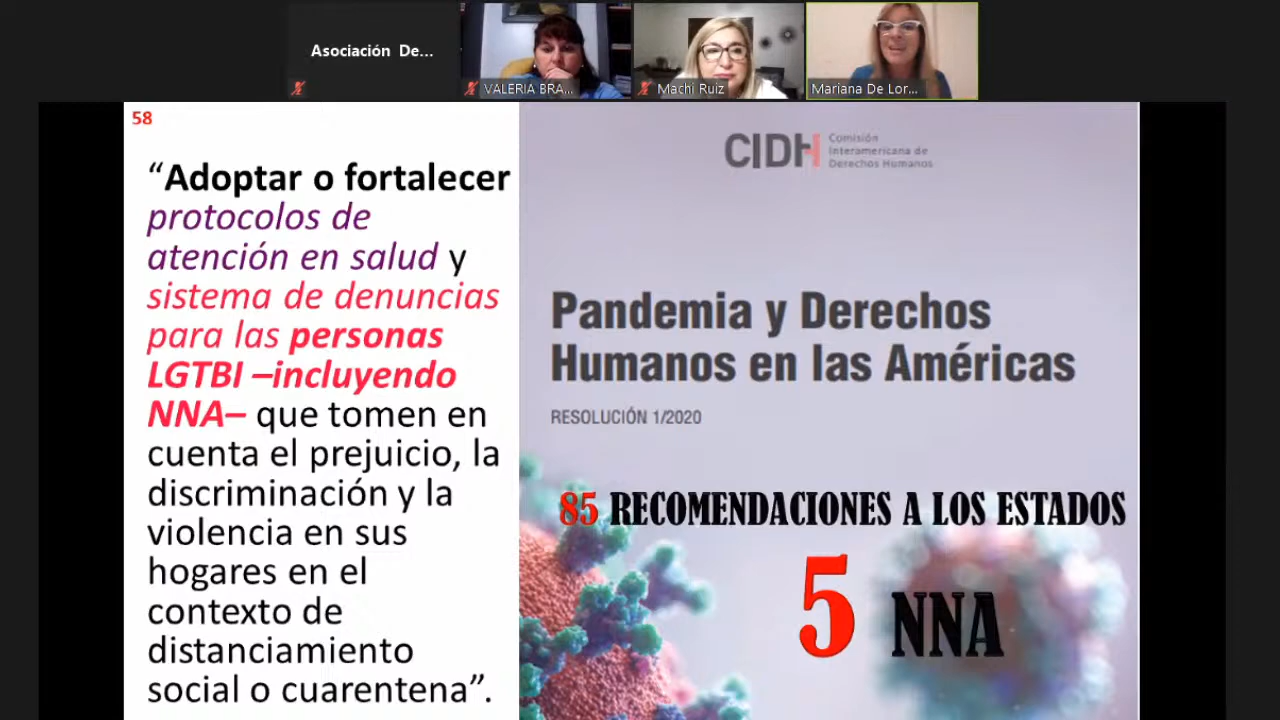 Asociación De...
VALERIA BRA...
Machi Ruiz
Mariana De Lor...
58
“Adoptar o fortalecer
protocolos de
atención en salud y
sistema de denuncias
para las personas
LGTBI –incluyendo
NNA– que tomen en
cuenta el prejuicio, la
discriminación y la
violencia en sus
hogares en el
contexto de
distanciamiento
social o cuarentena”.
CIDH
Comisión
Interamericana de
Derechos Humanos
Pandemia y Derechos
Humanos en las Américas
RESOLUCIÓN 1/2020
85 RECOMENDACIONES A LOS ESTADOS
5 NNA